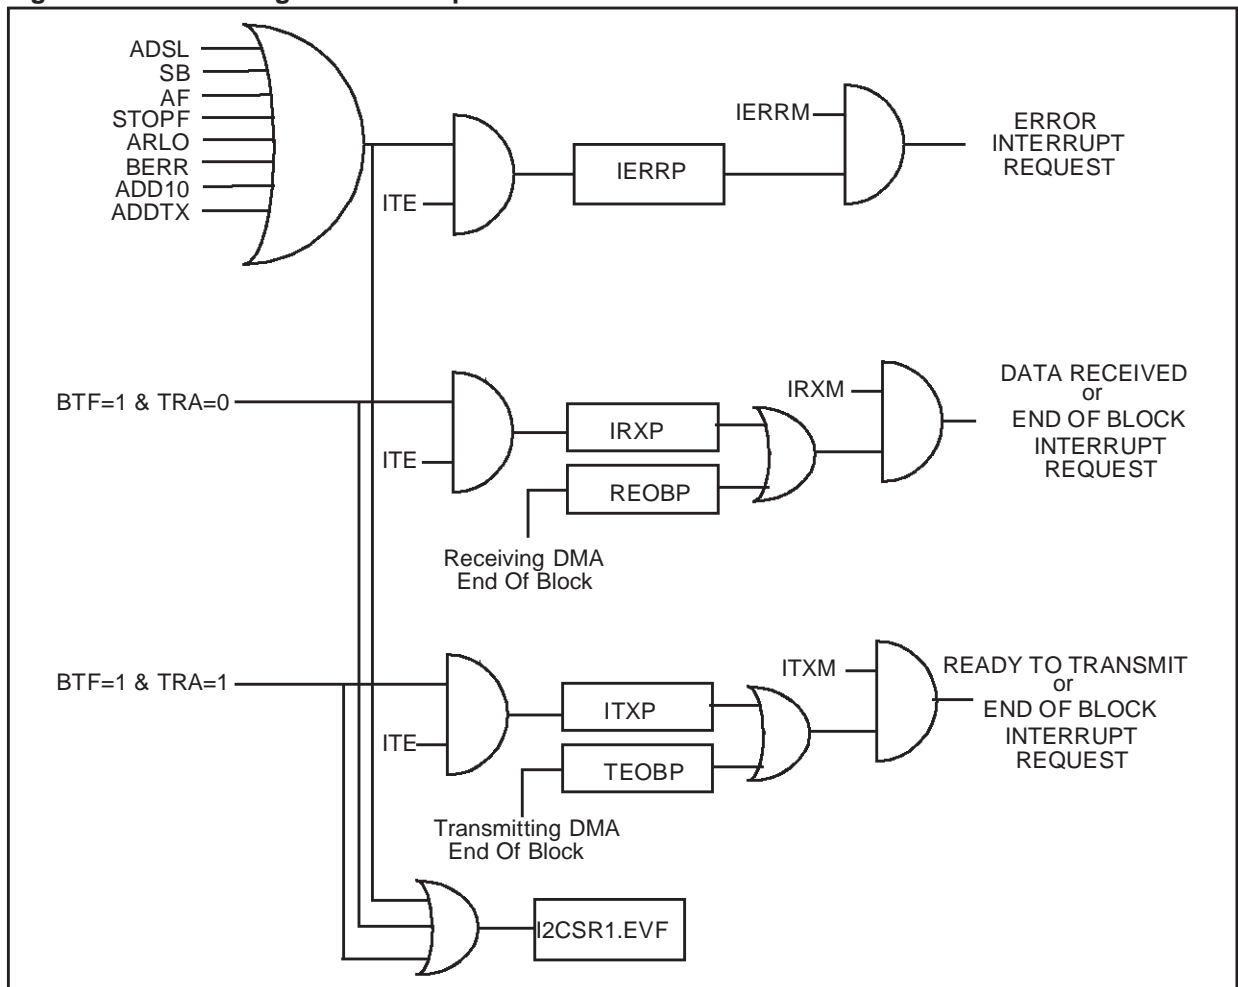 ADSL
SB
AF
STOPF
ARLO
BERR
ADD10
ADDTX
ITE
IERRP
IERRM
ERROR
INTERRUPT
REQUEST
BTF=1 & TRA=0
ITE
IRXP
REOBP
Receiving DMA
End Of Block
IRXM
DATA RECEIVED
or
END OF BLOCK
INTERRUPT
REQUEST
BTF=1 & TRA=1
ITE
ITXP
TEOBP
Transmitting DMA
End Of Block
ITXM
READY TO TRANSMIT
or
END OF BLOCK
INTERRUPT
REQUEST
I2CSR1.EVF